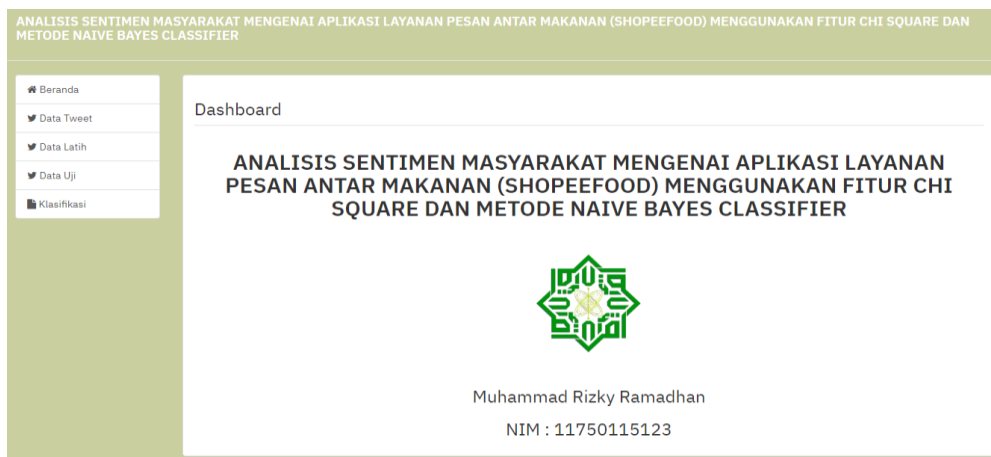 ANALISIS SENTIMEN MASYARAKAT MENGENAI APLIKASI LAYANAN PESAN ANTAR MAKANAN (SHOPEEFOOD) MENGGUNAKAN FITUR CHI SQUARE DAN
METODE NAIVE BAYES CLASSIFIER
Beranda
Data Tweet
Data Latih
Data Uji
Klasifikasi
Dashboard
ANALISIS SENTIMEN MASYARAKAT MENGENAI APLIKASI LAYANAN
PESAN ANTAR MAKANAN (SHOPEEFOOD) MENGGUNAKAN FITUR CHI
SQUARE DAN METODE NAIVE BAYES CLASSIFIER
Muhammad Rizky Ramadhan
NIM : 11750115123